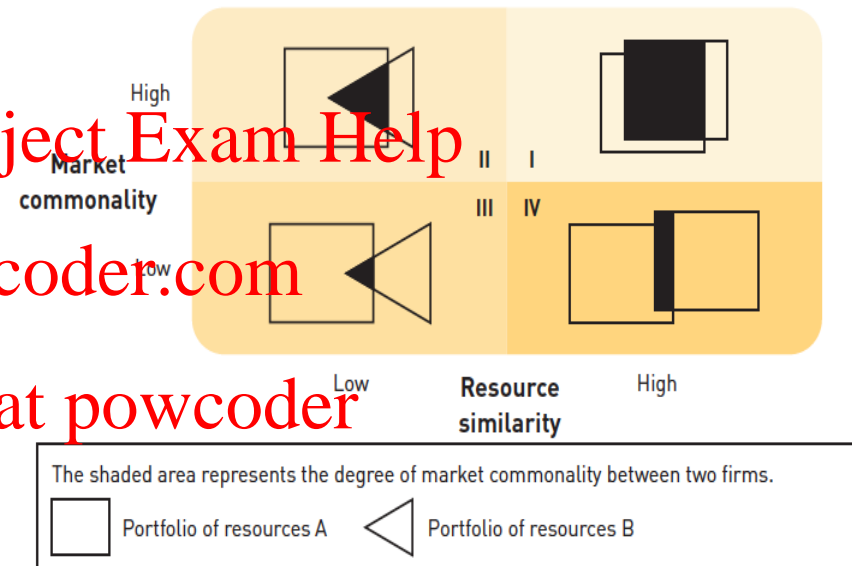 High
ject Exam Help
Market
commonality
II I
III IV
coder.com
Low
Low
Resource
similarity
High
at powcoder
The shaded area represents the degree of market commonality between two firms.
Portfolio of resources A
Portfolio of resources B